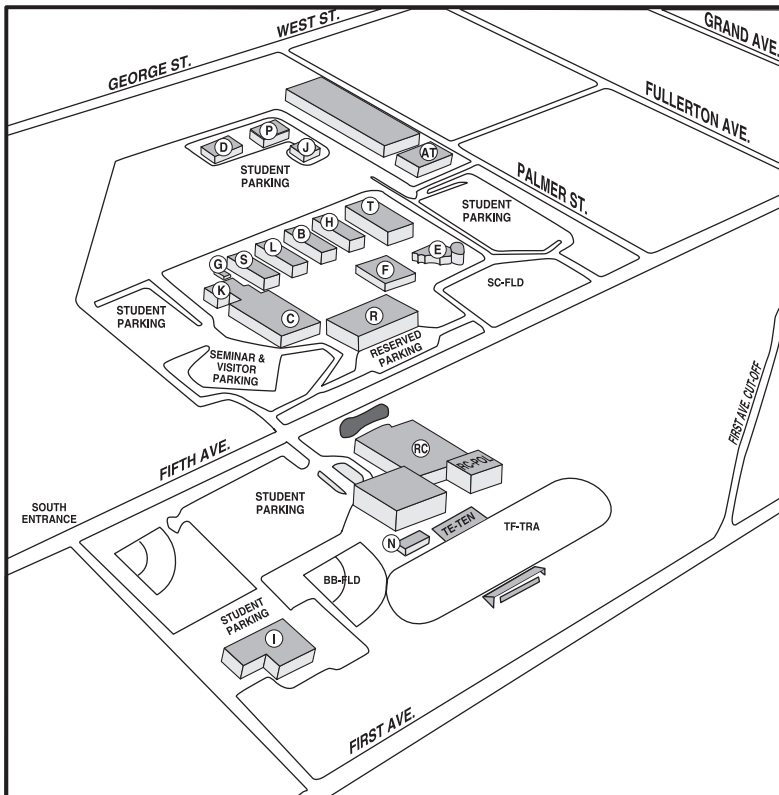 WEST ST.
GRAND AVE.
GEORGE ST.
FULLERTON AVE.
P
D
J
AT
STUDENT
PARKING
PALMER ST.
T
STUDENT
PARKING
H
B
E
L
S
G
F
K
SC-FLD
STUDENT
PARKING
C
R
RESERVED
PARKING
SEMINAR &
VISITOR
PARKING
FIRST AVE. CUT-OFF
FIFTH AVE.
RC
RC-POL
STUDENT
PARKING
SOUTH
ENTRANCE
TE-TEN
TF-TRA
N
BB-FLD
STUDENT
PARKING
I
FIRST AVE.